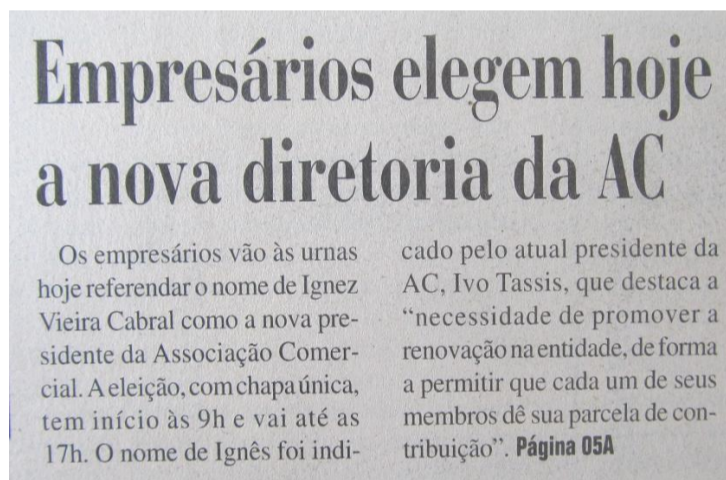 Empresários elegem hoje
a nova diretoria da AC
Os empresários vão às urnas
hoje referendar o nome de Ignez
Vieira Cabral como a nova pre-
sidente da Associação Comer-
cial. A eleição, com chapa única,
tem início às 9h e vai até as
17h. O nome de Ignês foi indi-
cado pelo atual presidente da
AC, Ivo Tassis, que destaca a
“necessidade de promover a
renovação na entidade, de forma
a permitir que cada um de seus
membros dê sua parcela de con-
tribuição”. Página 05A